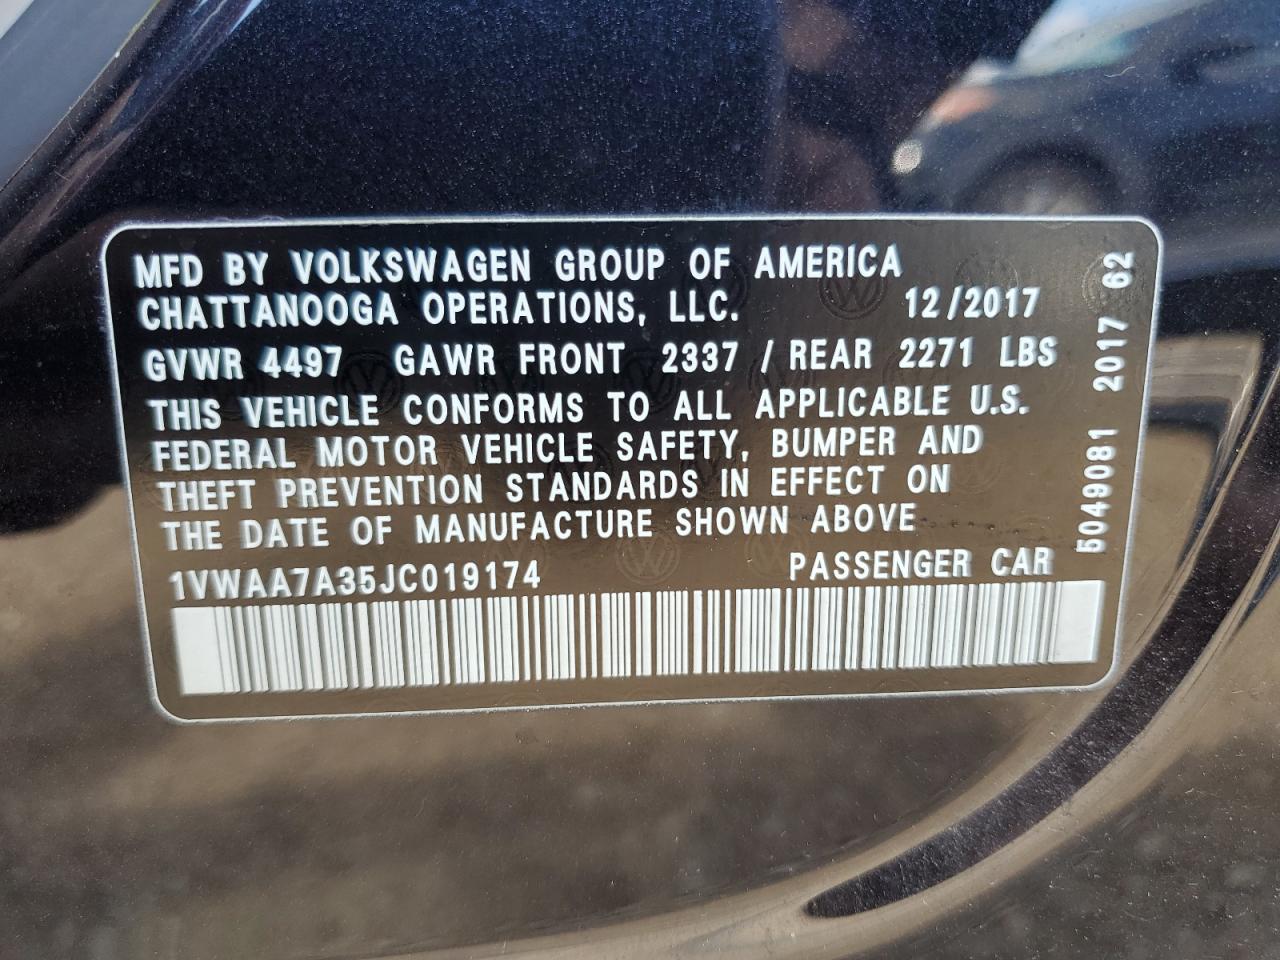 MFD BY VOLKSWAGEN GROUP OF AMERICA
CHATTANOOGA OPERATIONS, LLC. 12/2017
GVWR 4497 GAWR FRONT 2337 / REAR 2271 LBS
THIS VEHICLE CONFORMS TO ALL APPLICABLE U.S.
FEDERAL MOTOR VEHICLE SAFETY, BUMPER AND
THEFT PREVENTION STANDARDS IN EFFECT ON
THE DATE OF MANUFACTURE SHOWN ABOVE
1VWAA7A35JC019174 PASSENGER CAR
5049081 2017 62